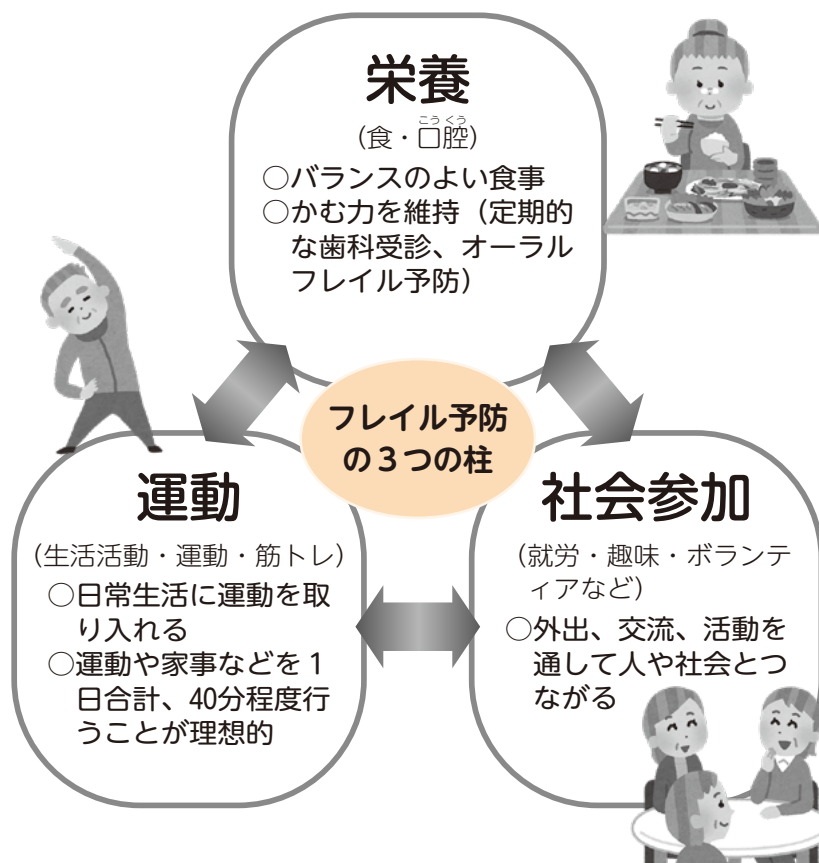 栄養
(食・口腔)
こうくう
○バランスのよい食事
○かむ力を維持（定期的
な歯科受診、オーラル
フレイル予防）
フレイル予防
の３つの柱
運動
(生活活動・運動・筋トレ)
○日常生活に運動を取
り入れる
○運動や家事などを１
日合計、40分程度行
うことが理想的
社会参加
(就労・趣味・ボランテ
ィアなど)
○外出、交流、活動を
通して人や社会とつ
ながる